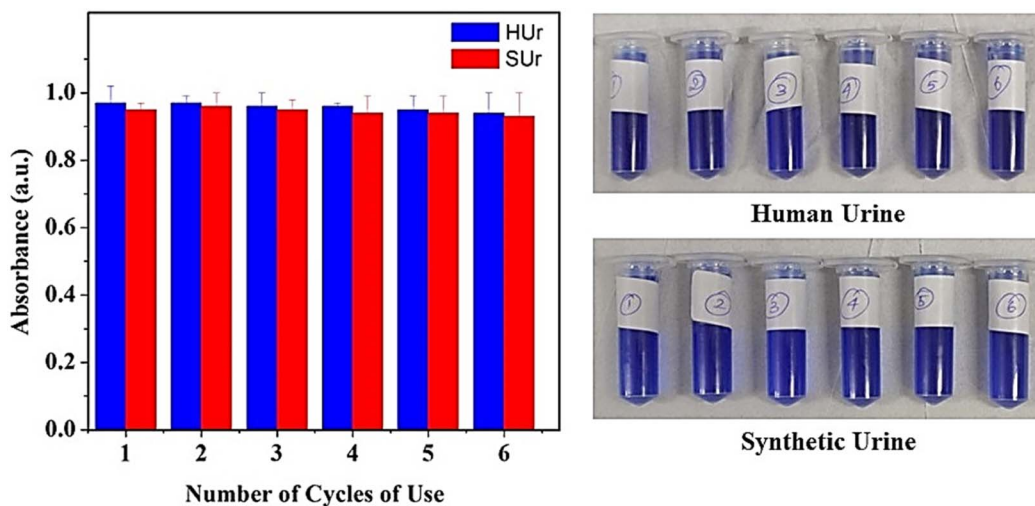 HUr
SUr
1.0
0.8
0.6
0.4
0.2
0.0
Absorbance (a.u.)
1 2 3 4 5 6
Number of Cycles of Use
1 2 3 4 5 6
Human Urine
1 2 3 4 5 6
Synthetic Urine